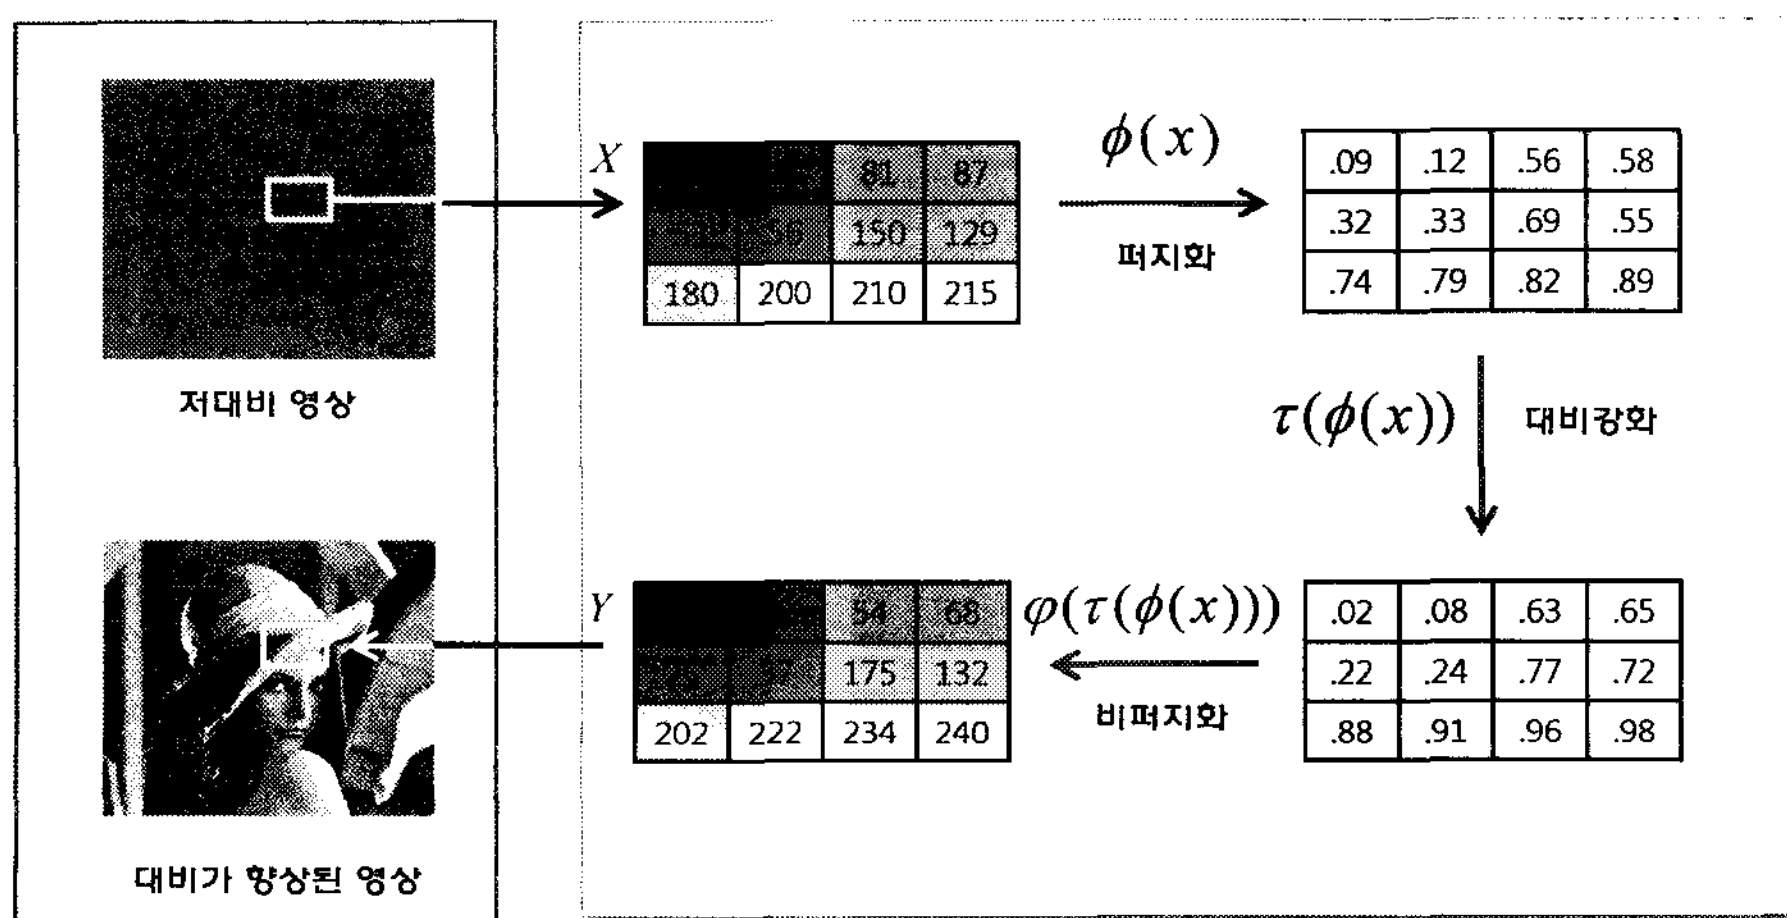 저대비 영상
X
81 87
150 129
180 200 210 215
ϕ(x)
퍼지화
.09 .12 .56 .58
.32 .33 .69 .55
.74 .79 .82 .89
τ(ϕ(x))
대비강화
.02 .08 .63 .65
.22 .24 .77 .72
.88 .91 .96 .98
φ(τ(ϕ(x)))
비퍼지화
Y
68
175 132
202 222 234 240
대비가 향상된 영상